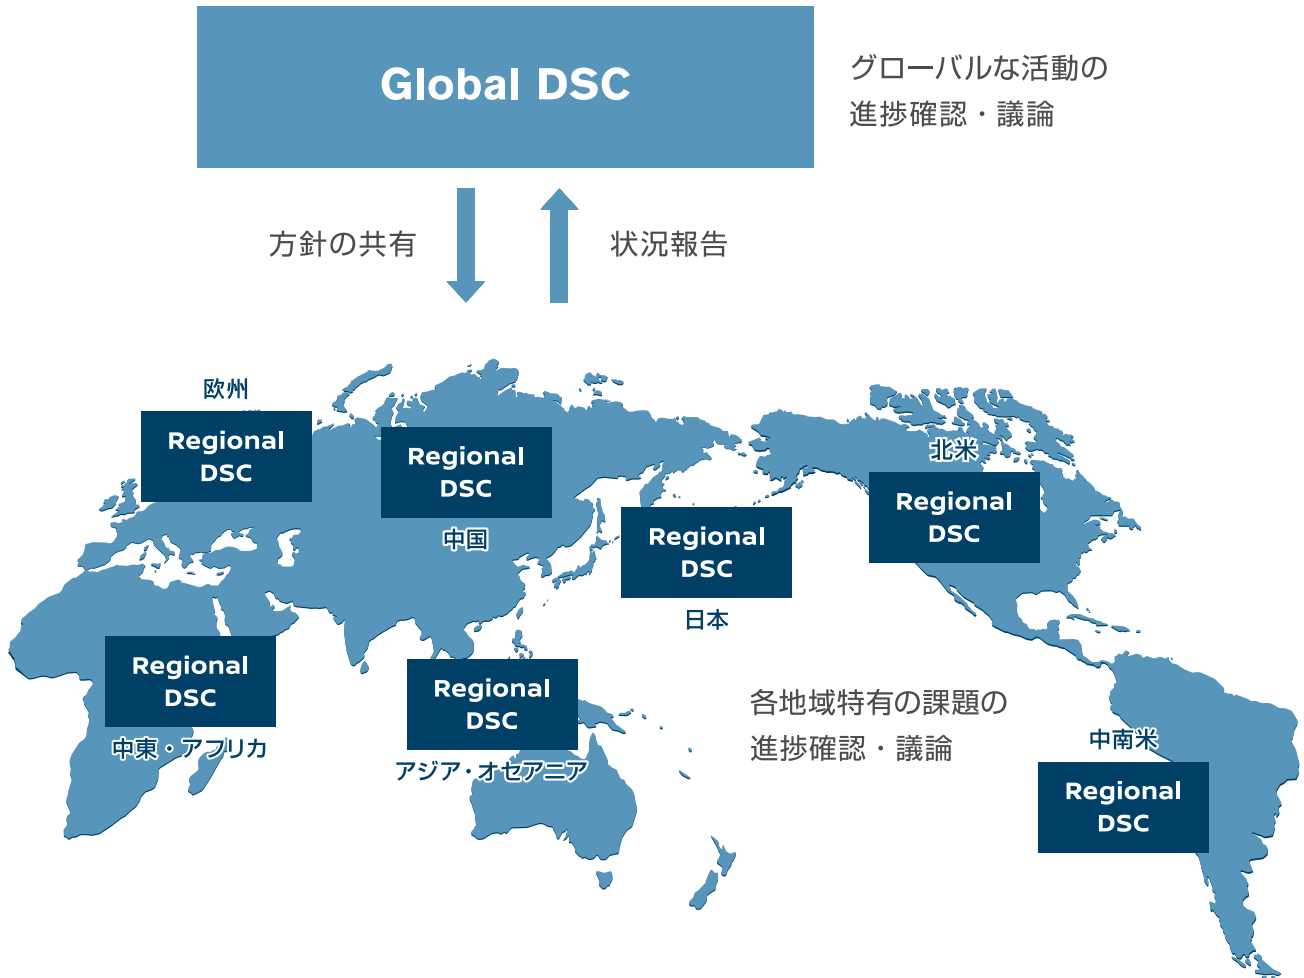 Global DSC
グローバルな活動の
進捗確認・議論
方針の共有
状況報告
欧州
Regional
DSC
Regional
DSC
中国
北米
Regional
DSC
Regional
DSC
日本
Regional
DSC
中東・アフリカ
Regional
DSC
アジア・オセアニア
各地域特有の課題の
進捗確認・議論
中南米
Regional
DSC